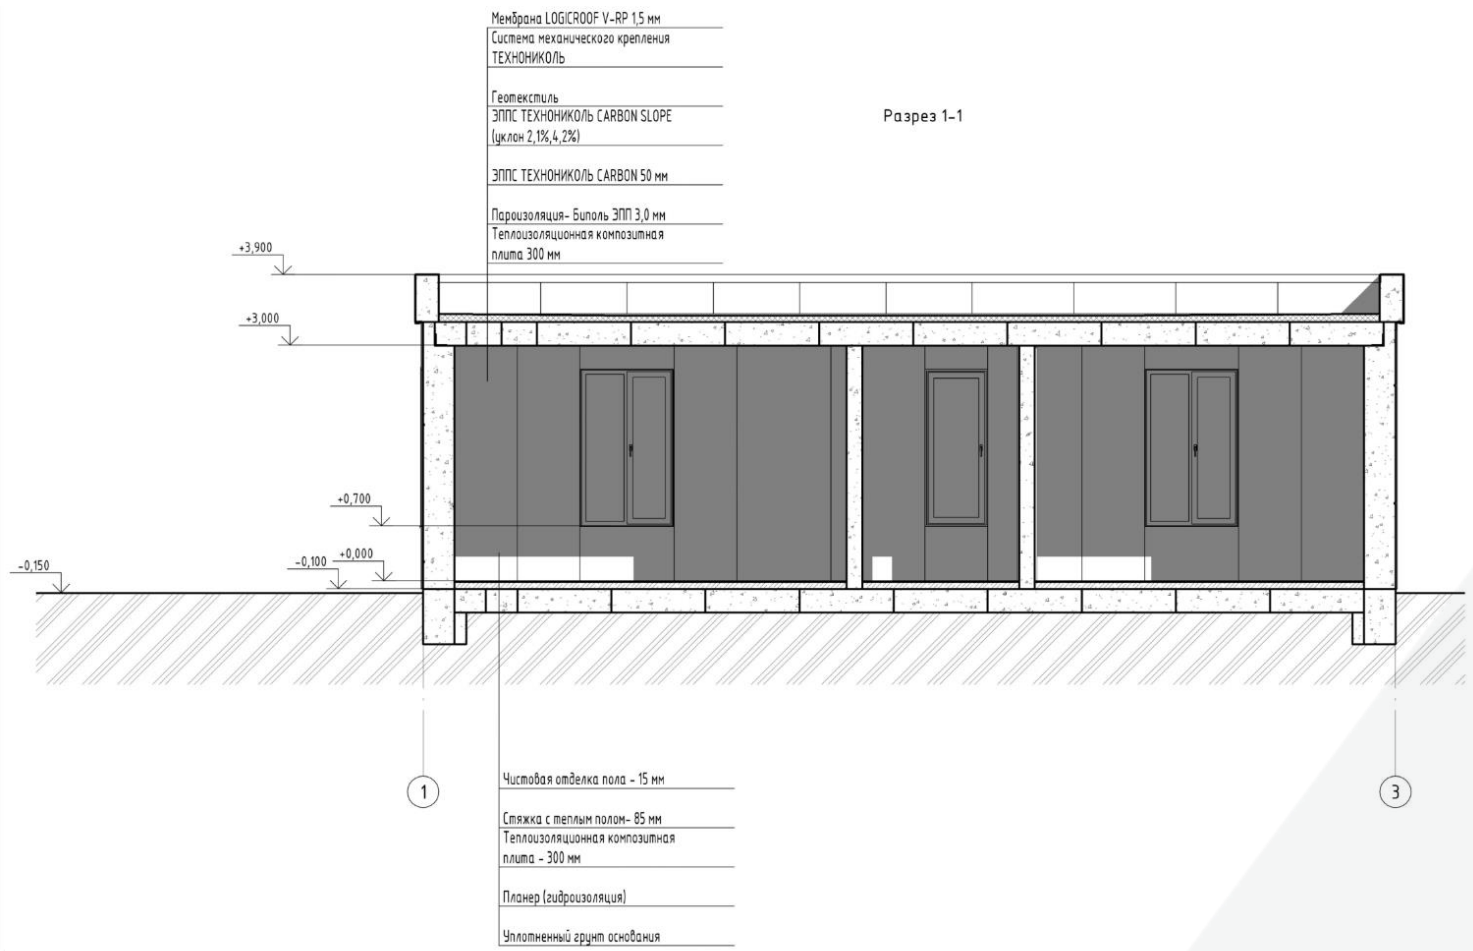 Мембрана LOGICROOF V-RP 1,5 мм
Система механического крепления
ТЕХНОНИКОЛЬ
Геотекстиль
ЭППС ТЕХНОНИКОЛЬ CARBON SLOPE
(уклон 2,1%,4,2%)
ЭППС ТЕХНОНИКОЛЬ CARBON 50 мм
Пароизоляция- Биполь ЭПП 3,0 мм
Теплоизоляционная композитная
плита 300 мм
Разрез 1-1
+3,900
+3,000
+0,700
+0,000
-0,100
-0,150
1
3
Чистовая отделка пола - 15 мм
Стяжка с теплым полом- 85 мм
Теплоизоляционная композитная
плита - 300 мм
Планер (гидроизоляция)
Уплотненный грунт основания